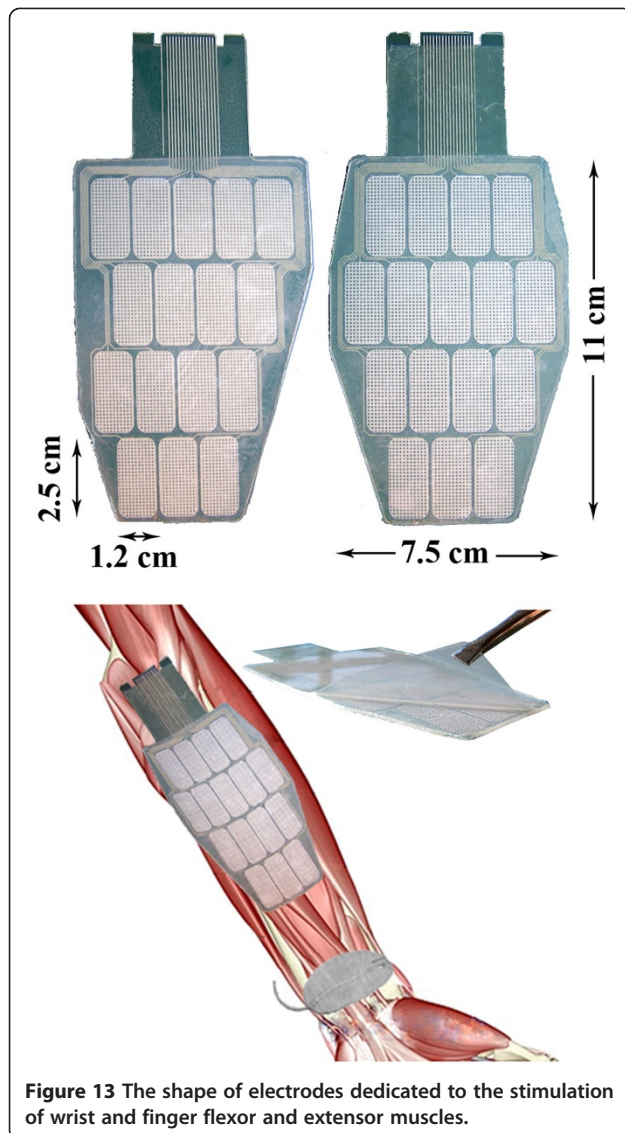 11 cm
2.5 cm
1.2 cm
7.5 cm
Figure 13 The shape of electrodes dedicated to the stimulation
of wrist and finger flexor and extensor muscles.